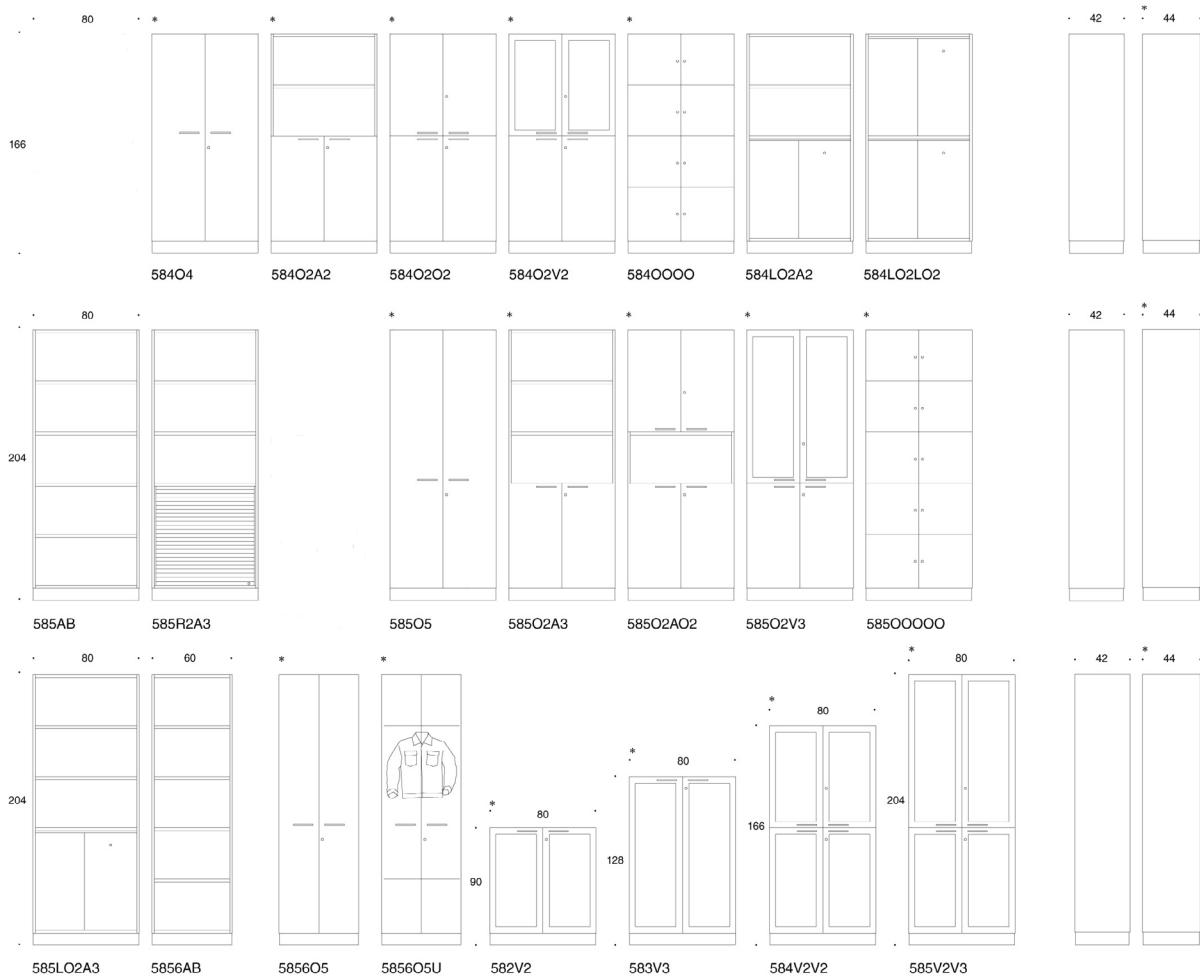 80 * * * * * 42 * 44
166
584O4 584O2A2 584O2O2 584O2V2 584OOOO 584LO2A2 584LO2LO2
80 * * * * * 42 * 44
204
585AB 585R2A3 585O5 585O2A3 585O2AO2 585O2V3 585OOOOO
80 60 * * * 80 42 * 44
* 80
* 80
* 80
204 166 128 90 204
585LO2A3 5856AB 5856O5 5856O5U 582V2 583V3 584V2V2 585V2V3